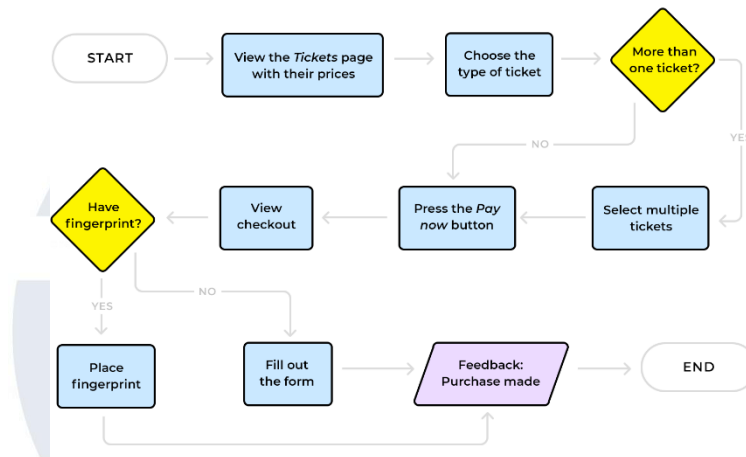 START
View the Tickets page
with their prices
Choose the
type of ticket
More than
one ticket?
YES
NO
Have
fingerprint?
View
checkout
Press the Pay
now button
Select multiple
tickets
YES
NO
Place
fingerprint
Fill out
the form
Feedback:
Purchase made
END